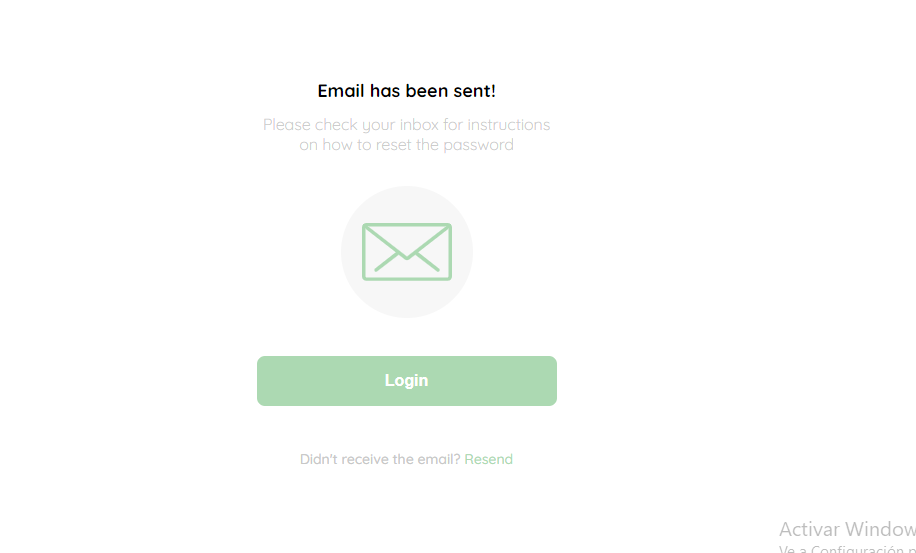 Email has been sent!
Please check your inbox for instructions
on how to reset the password
Login
Didn't receive the email? Resend
Activar Window
Ve a Configuración p